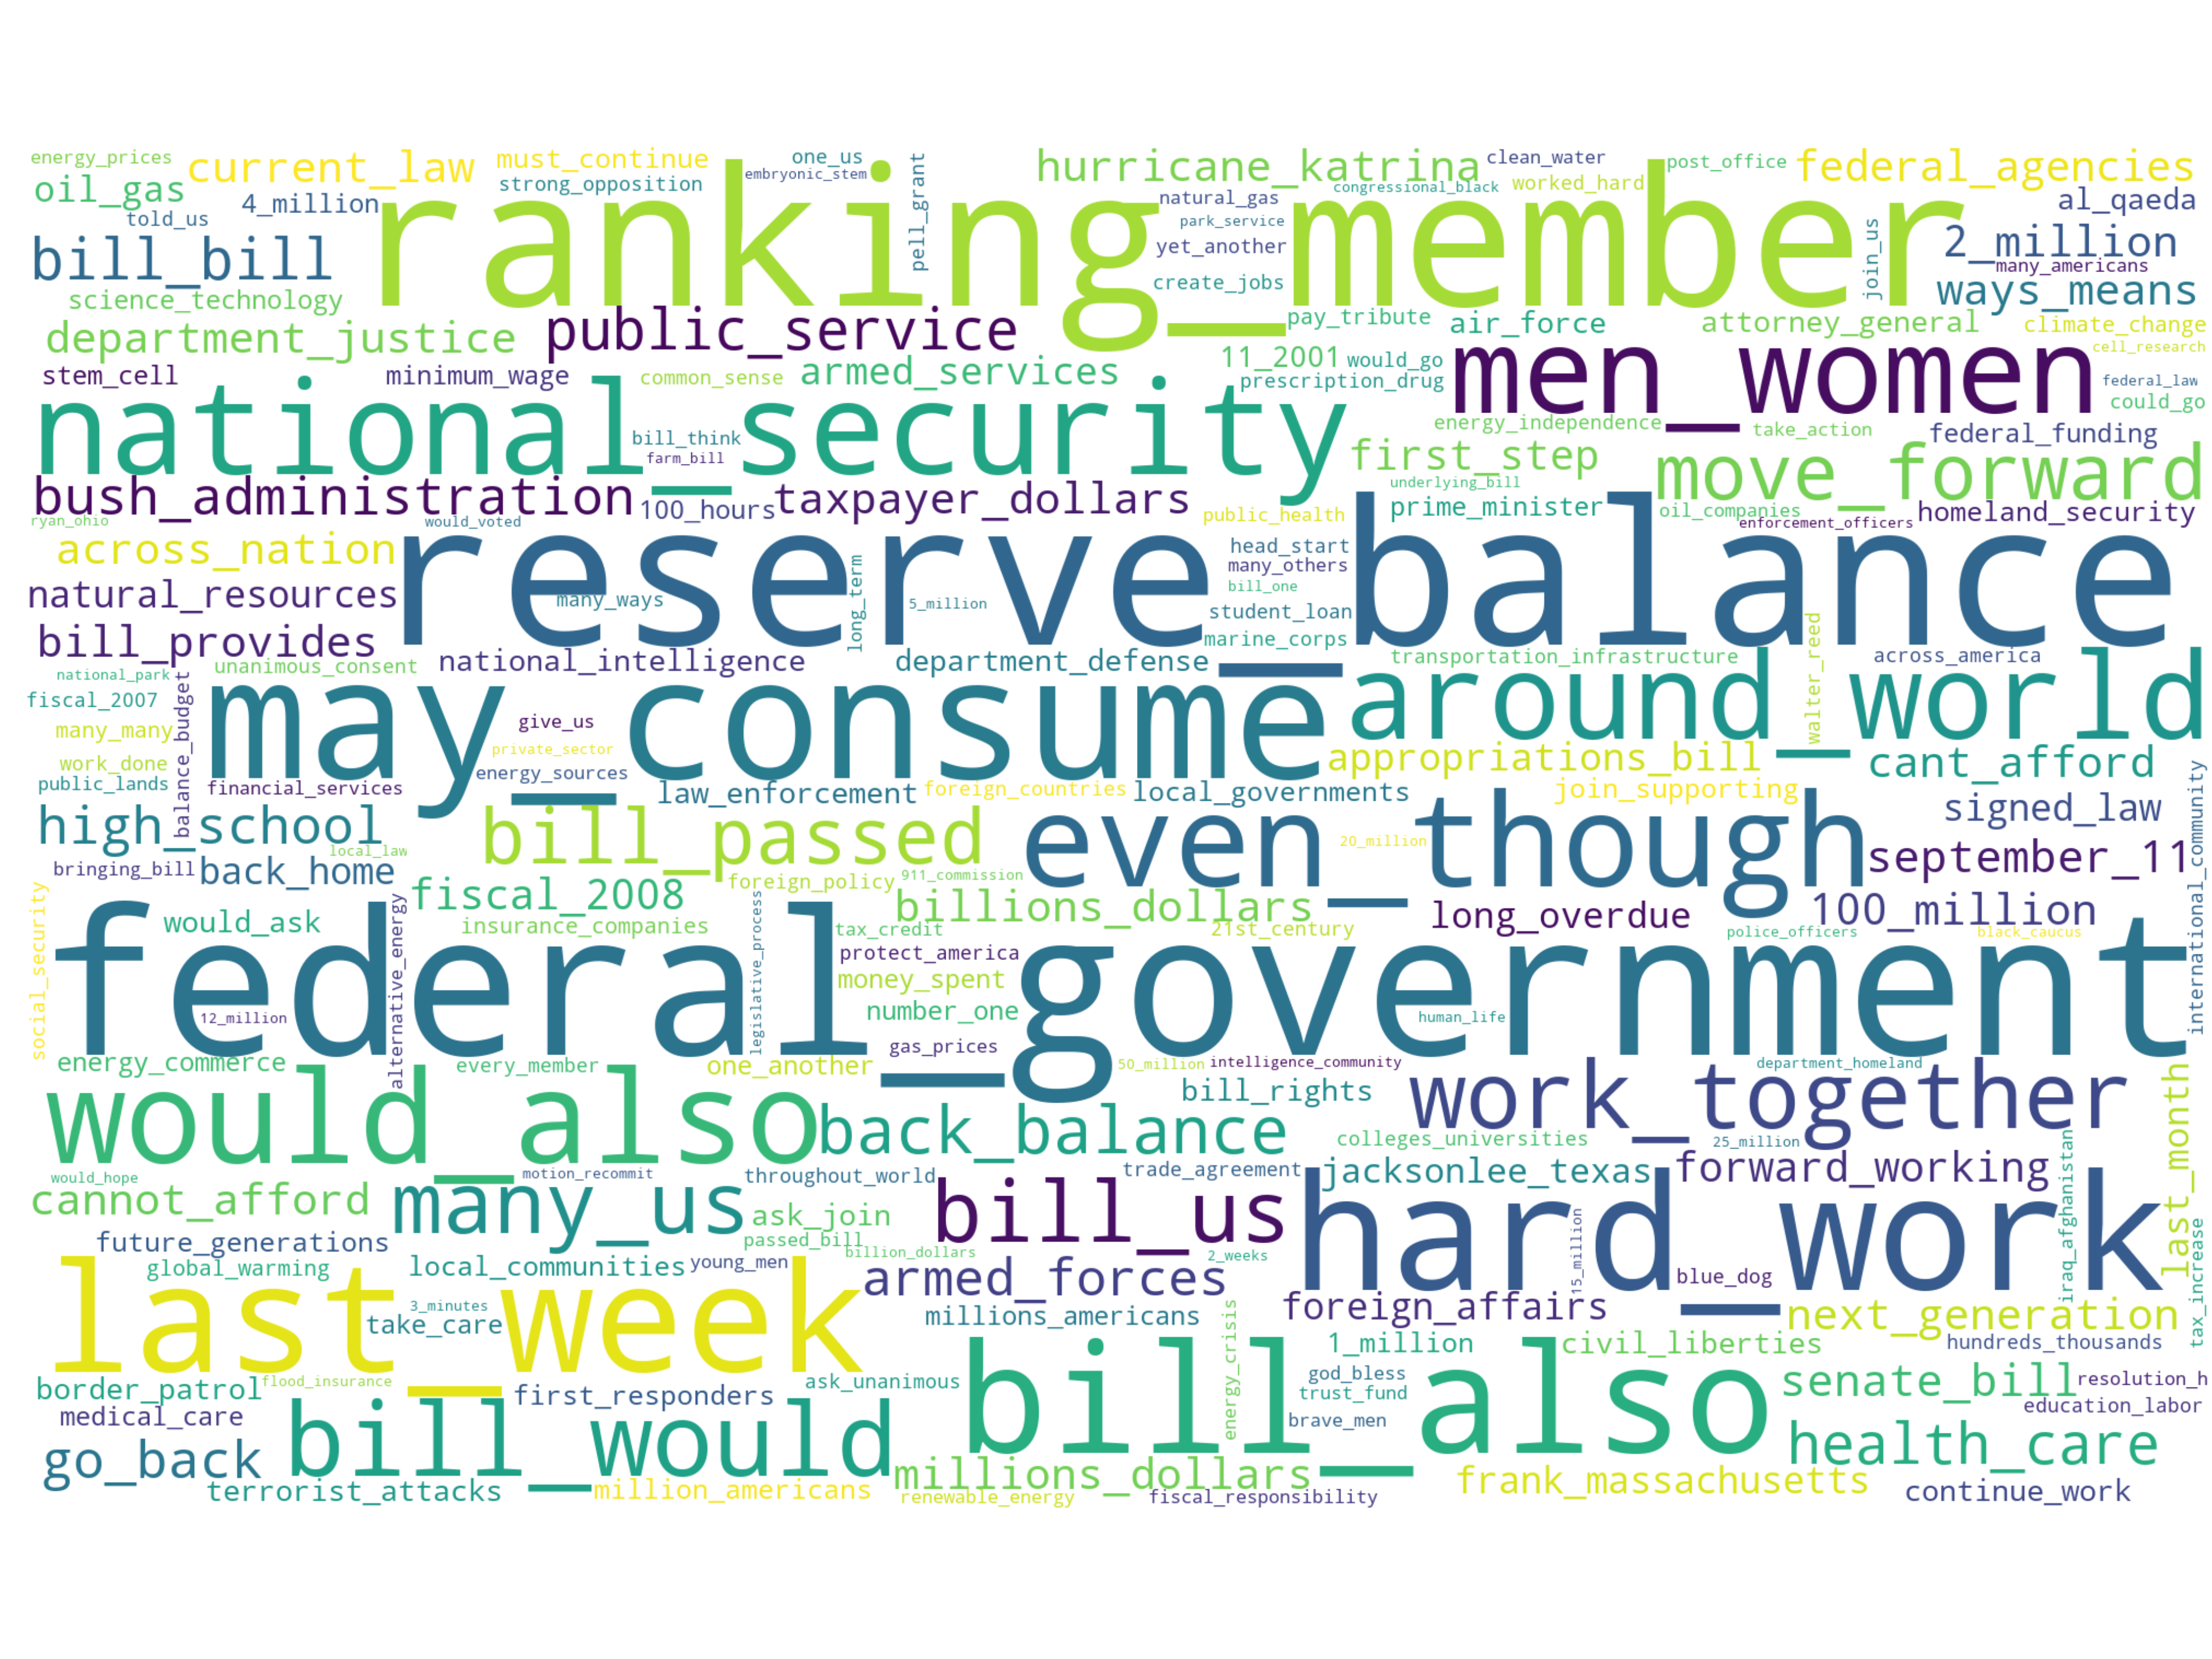 energy_prices
current_law
must_continue
one_us
embryonic_stem
pell_grant
hurricane_katrina
clean_water
post_office
federal_agencies
oil_gas
strong_opposition
congressional_black
worked_hard
told_us
4_million
ranking_member
natural_gas
park_service
al_qaeda
bill_bill
yet_another
join_us
2_million
many_americans
science_technology
create_jobs
ways_means
department_justice
public_service
pay_tribute
air_force
attorney_general
climate_change
stem_cell
minimum_wage
common_sense
armed_services
11_2001
would_go
men_women
cell_research
prescription_drug
federal_law
could_go
national_security
bill_think
farm_bill
energy_independence
take_action
federal_funding
first_step
move_forward
bush_administration
100_hours
taxpayer_dollars
underlying_bill
prime_minister
oil_companies
homeland_security
ryan_ohio
would_voted
public_health
enforcement_officers
across_nation
reserve_balance
long_term
head_start
many_others
bill_one
natural_resources
many_ways
5_million
student_loan
walter_reed
bill_provides
marine_corps
unanimous_consent
national_intelligence
department_defense
transportation_infrastructure
across_america
national_park
balance_budget
fiscal_2007
may_consume
around_world
many_many
give_us
private_sector
work_done
energy_sources
appropriations_bill
cant_afford
public_lands
financial_services
law_enforcement
foreign_countries
local_governments
join_supporting
international_community
high_school
bill_passed
even_though
signed_law
local_law
20_million
bringing_bill
back_home
september_11
social_security
fiscal_2008
foreign_policy
911_commission
would_ask
alternative_energy
insurance_companies
legislative_process
billions_dollars
long_overdue
100_million
tax_credit
21st_century
police_officers
black_caucus
federal_government
protect_america
money_spent
12_million
number_one
human_life
energy_commerce
every_member
one_another
gas_prices
50_million
intelligence_community
department_homeland
would_also
bill_rights
work_together
last_month
back_balance
colleges_universities
25_million
iraq_afghanistan
would_hope
motion_recommit
throughout_world
trade_agreement
jacksonlee_texas
forward_working
cannot_afford
many_us
bill_us
hard_work
ask_join
future_generations
passed_bill
billion_dollars
2_weeks
15_million
tax_increase
global_warming
local_communities
young_men
armed_forces
blue_dog
last_week
3_minutes
take_care
millions_americans
energy_crisis
foreign_affairs
next_generation
1_million
civil_liberties
hundreds_thousands
border_patrol
flood_insurance
first_responders
ask_unanimous
bill_also
god_bless
trust_fund
senate_bill
resolution_h
medical_care
brave_men
education_labor
go_back
bill_would
health_care
terrorist_attacks
million_americans
millions_dollars
renewable_energy
fiscal_responsibility
frank_massachusetts
continue_work